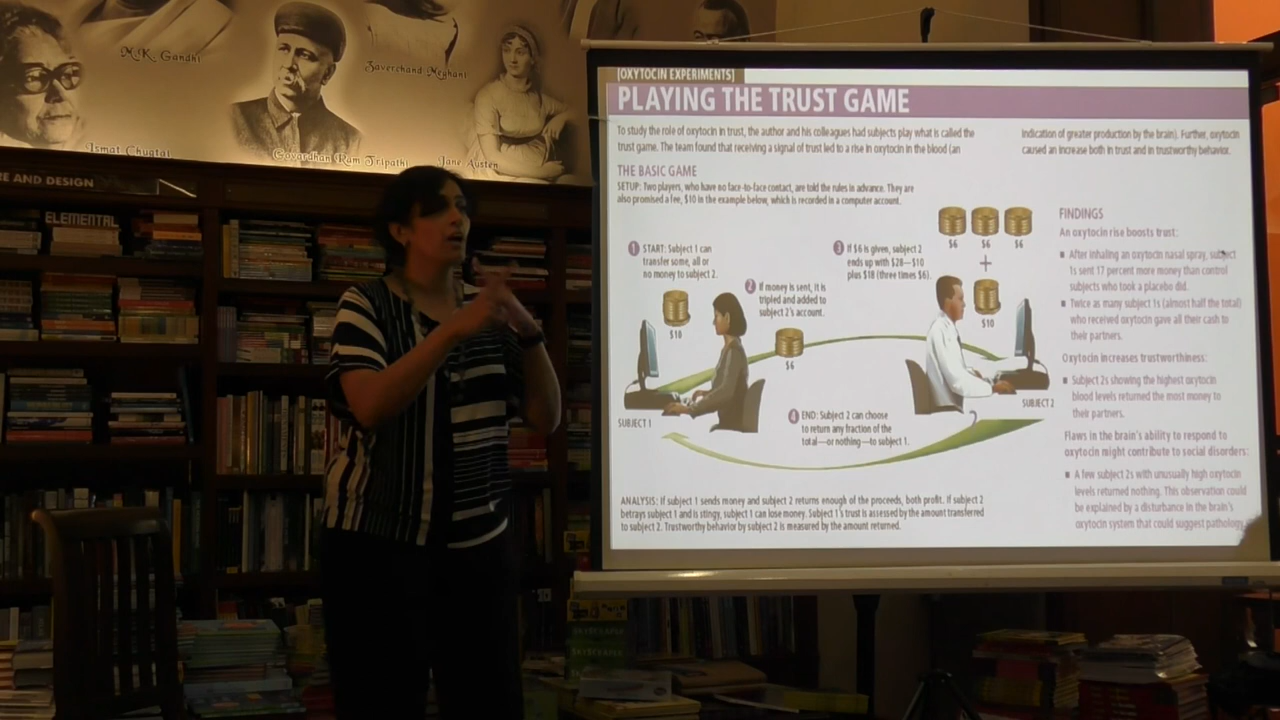 M.K. Gandhi
Zaverchand Meghani
Ismat Chugtai
Govardhan Ram Tripathi
Jane Austen
RE AND DESIGN
ELEMENTAL
[OXYTOCIN EXPERIMENTS]
PLAYING THE TRUST GAME
To study the role of oxytocin in trust, the author and his colleagues had subjects play what is called the
trust game. The team found that receiving a signal of trust led to a rise in oxytocin in the blood (an
indication of greater production by the brain). Further, oxytocin
caused an increase both in trust and in trustworthy behavior.
THE BASIC GAME
SETUP: Two players, who have no face-to-face contact, are told the rules in advance. They are
also promised a fee, $10 in the example below, which is recorded in a computer account.
1 START: Subject 1 can
transfer some, all or
no money to subject 2.
$10
SUBJECT 1
2 If money is sent, it is
tripled and added to
subject 2's account.
$6
3 If $6 is given, subject 2
ends up with $28—$10
plus $18 (three times $6).
$6 $6 $6
+
$10
SUBJECT 2
4 END: Subject 2 can choose
to return any fraction of the
total—or nothing—to subject 1.
ANALYSIS: If subject 1 sends money and subject 2 returns enough of the proceeds, both profit. If subject 2
betrays subject 1 and is stingy, subject 1 can lose money. Subject 1's trust is assessed by the amount transferred
to subject 2. Trustworthy behavior by subject 2 is measured by the amount returned.
FINDINGS
An oxytocin rise boosts trust:
■ After inhaling an oxytocin nasal spray, subject
1s sent 17 percent more money than control
subjects who took a placebo did.
■ Twice as many subject 1s (almost half the total)
who received oxytocin gave all their cash to
their partners.
Oxytocin increases trustworthiness:
■ Subject 2s showing the highest oxytocin
blood levels returned the most money to
their partners.
Flaws in the brain's ability to respond to
oxytocin might contribute to social disorders:
■ A few subject 2s with unusually high oxytocin
levels returned nothing. This observation could
be explained by a disturbance in the brain's
oxytocin system that could suggest pathology.
SKYSCRAPER